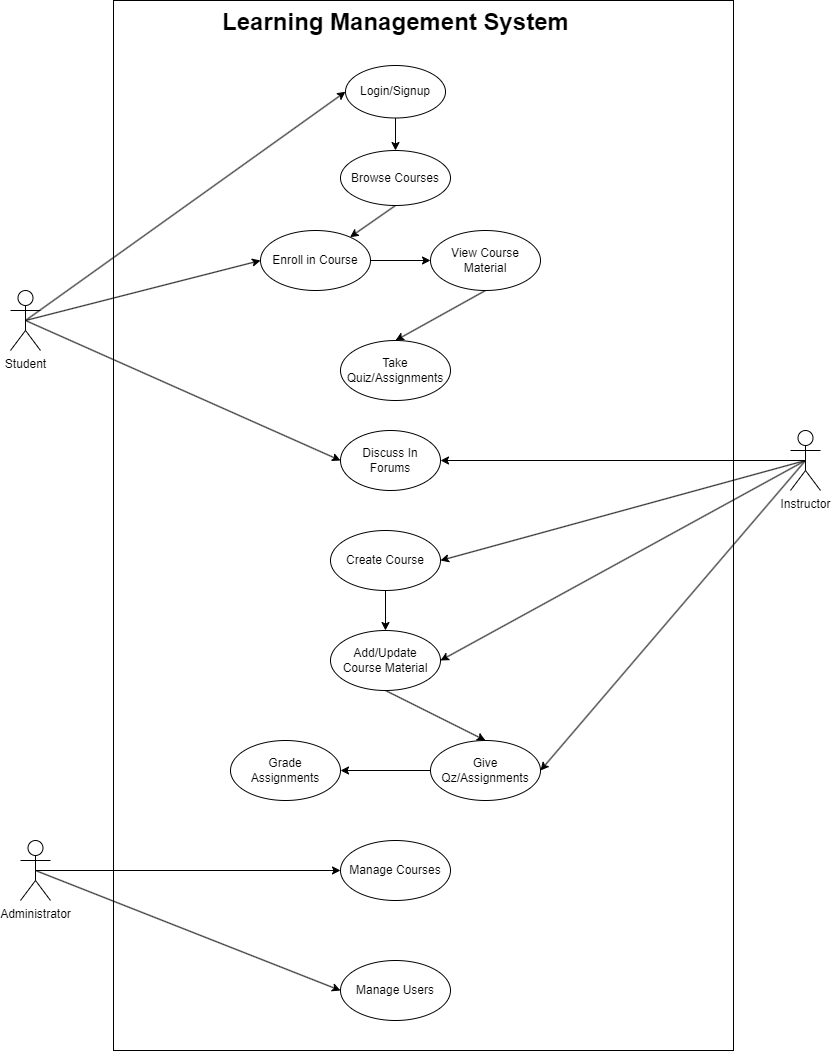 Learning Management System
Login/Signup
Browse Courses
Enroll in Course
View Course
Material
Student
Take
Quiz/Assignments
Discuss In
Forums
Instructor
Create Course
Add/Update
Course Material
Grade
Assignments
Give
Qz/Assignments
Manage Courses
Administrator
Manage Users